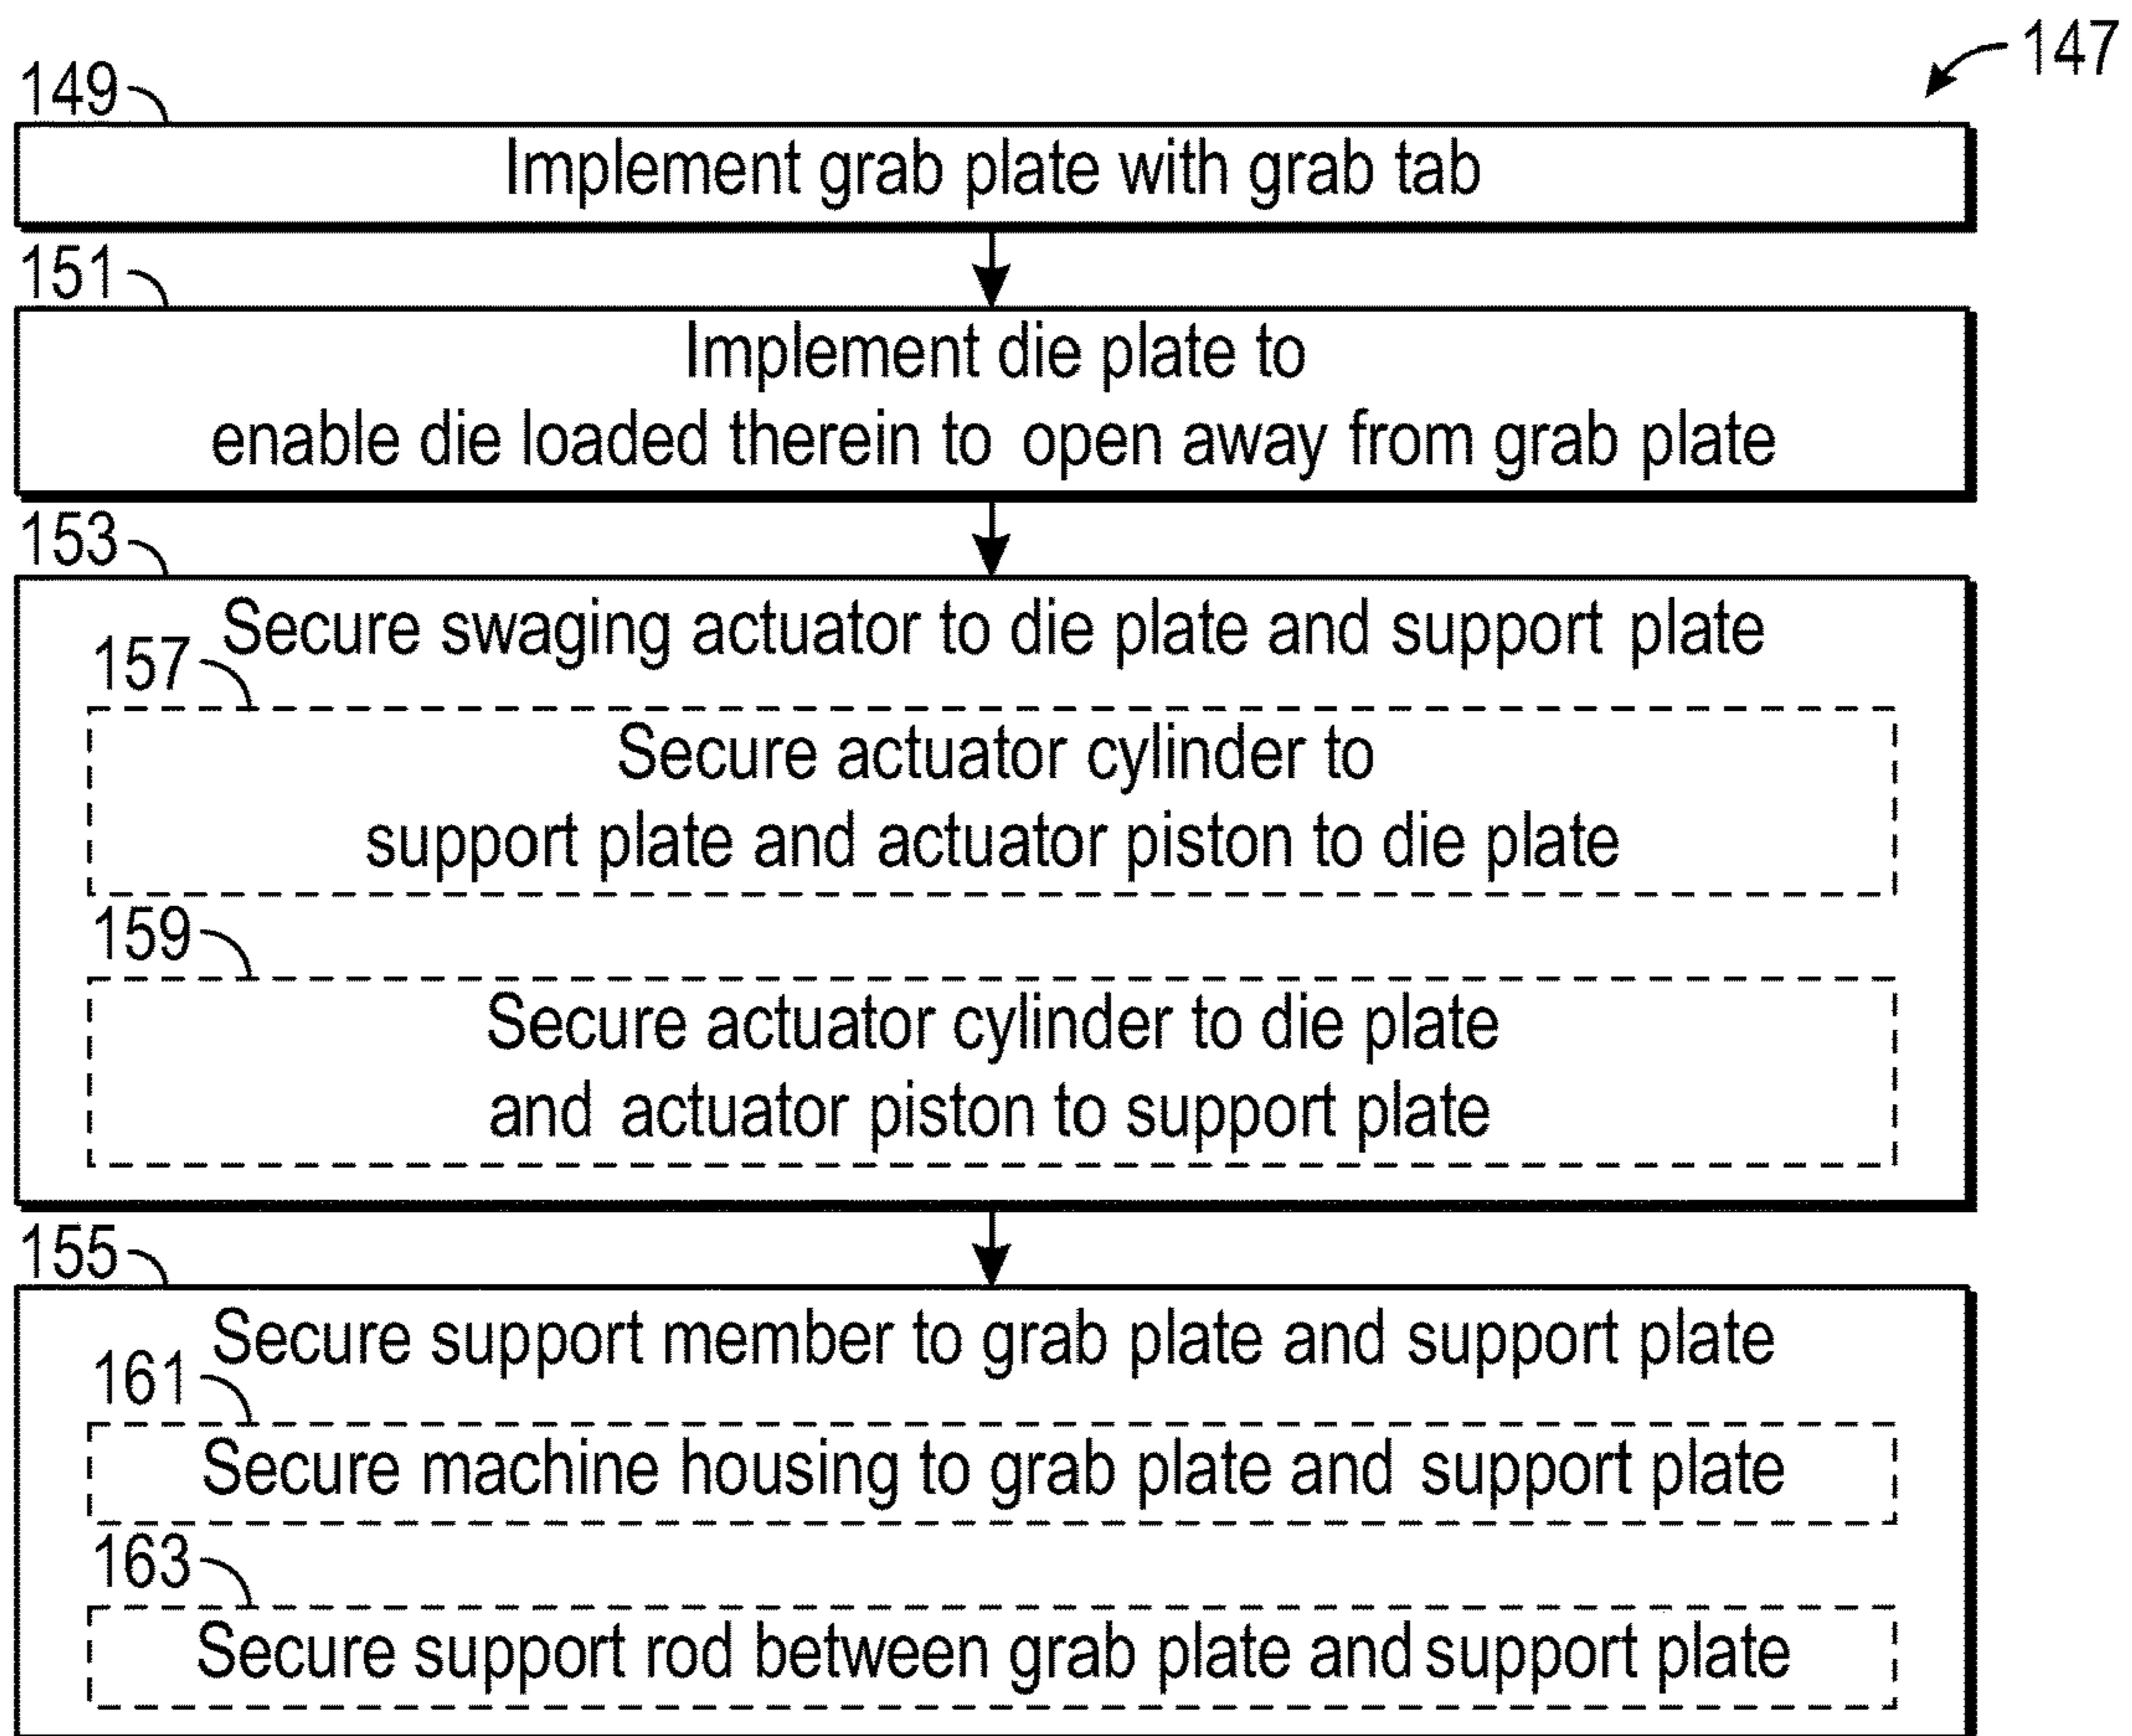 147
149
Implement grab plate with grab tab
151
Implement die plate to
enable die loaded therein to open away from grab plate
153
Secure swaging actuator to die plate and support plate
157
Secure actuator cylinder to
support plate and actuator piston to die plate
159
Secure actuator cylinder to die plate
and actuator piston to support plate
155
Secure support member to grab plate and support plate
161
Secure machine housing to grab plate and support plate
163
Secure support rod between grab plate and support plate